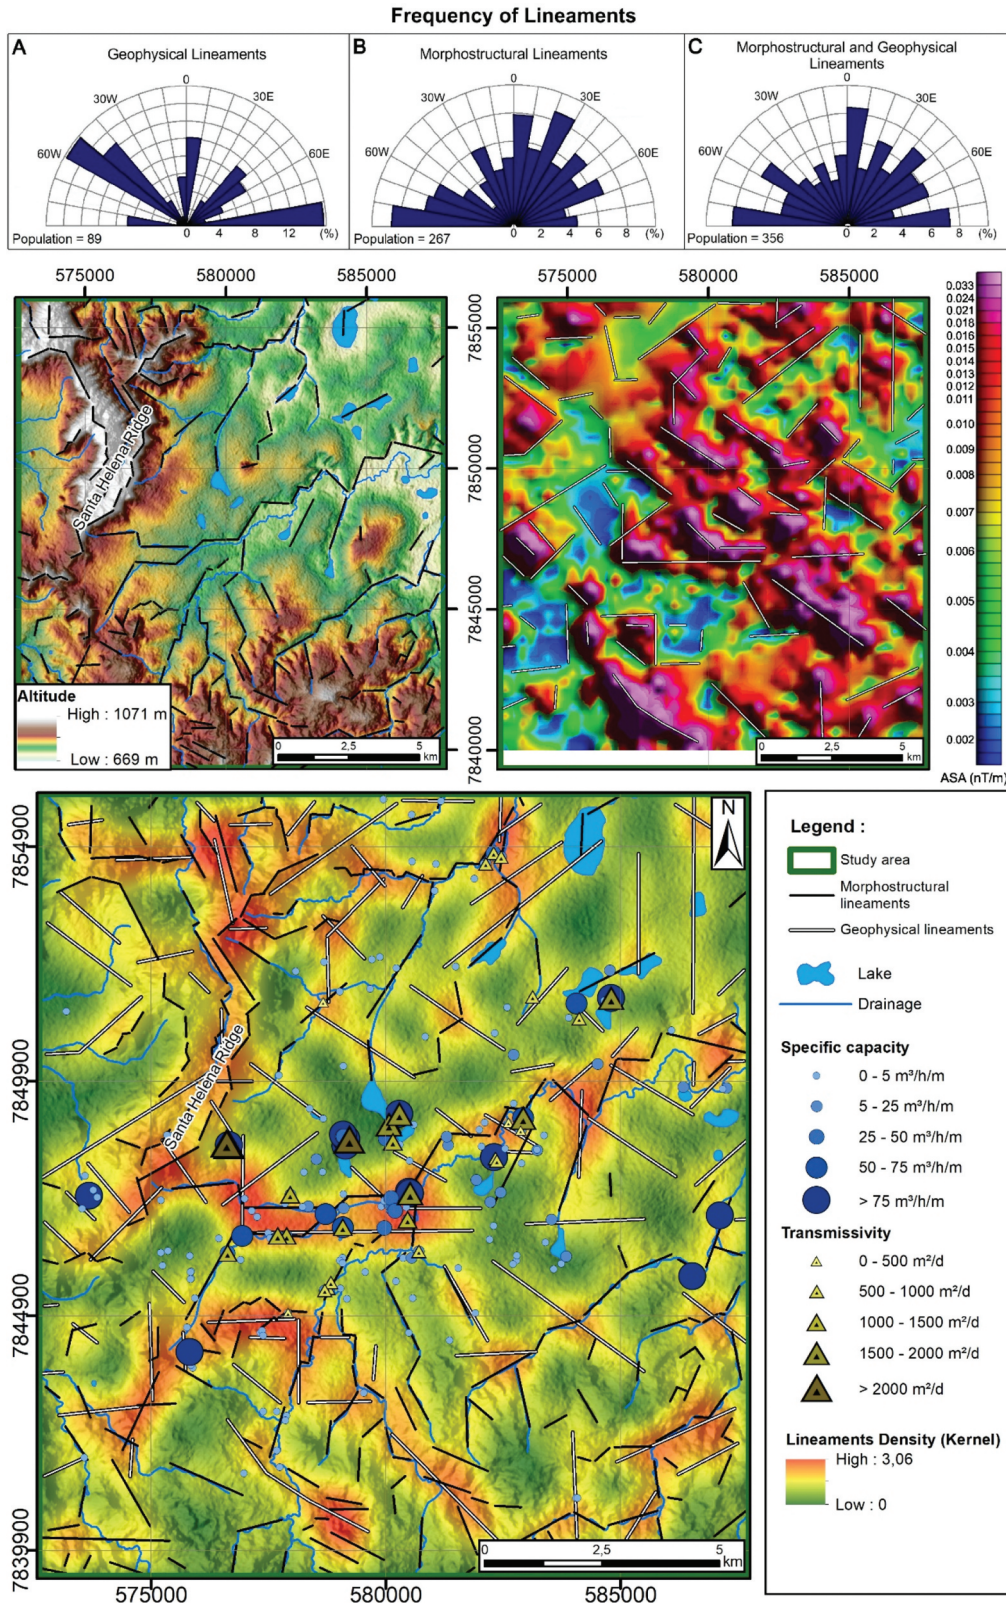 Frequency of Lineaments
A
Geophysical Lineaments
0
30W
30E
60W
60E
0 4 8 12 (%)
Population = 89
B
Morphostructural Lineaments
0
30W
30E
60W
60E
0 2 4 6 8 (%)
Population = 267
C
Morphostructural and Geophysical
Lineaments
0
30W
30E
60W
60E
0 2 4 6 8 (%)
Population = 356
575000 580000 585000
Santa Helena Ridge
Altitude
High : 1071 m
Low : 669 m
0 2,5 5
km
7855000
7850000
7845000
7840000
575000 580000 585000
0 2,5 5
km
0.033
0.024
0.021
0.018
0.016
0.014
0.013
0.012
0.011
0.010
0.009
0.008
0.007
0.006
0.005
0.004
0.003
0.002
ASA (nT/m)
7854900
7849900
7844900
7839900
Santa Helena Ridge
N
0 2,5 5
km
575000 580000 585000
Legend :
Study area
Morphostructural
lineaments
Geophysical lineaments
Lake
Drainage
Specific capacity
0 - 5 m³/h/m
5 - 25 m³/h/m
25 - 50 m³/h/m
50 - 75 m³/h/m
> 75 m³/h/m
Transmissivity
0 - 500 m²/d
500 - 1000 m²/d
1000 - 1500 m²/d
1500 - 2000 m²/d
> 2000 m²/d
Lineaments Density (Kernel)
High : 3,06
Low : 0